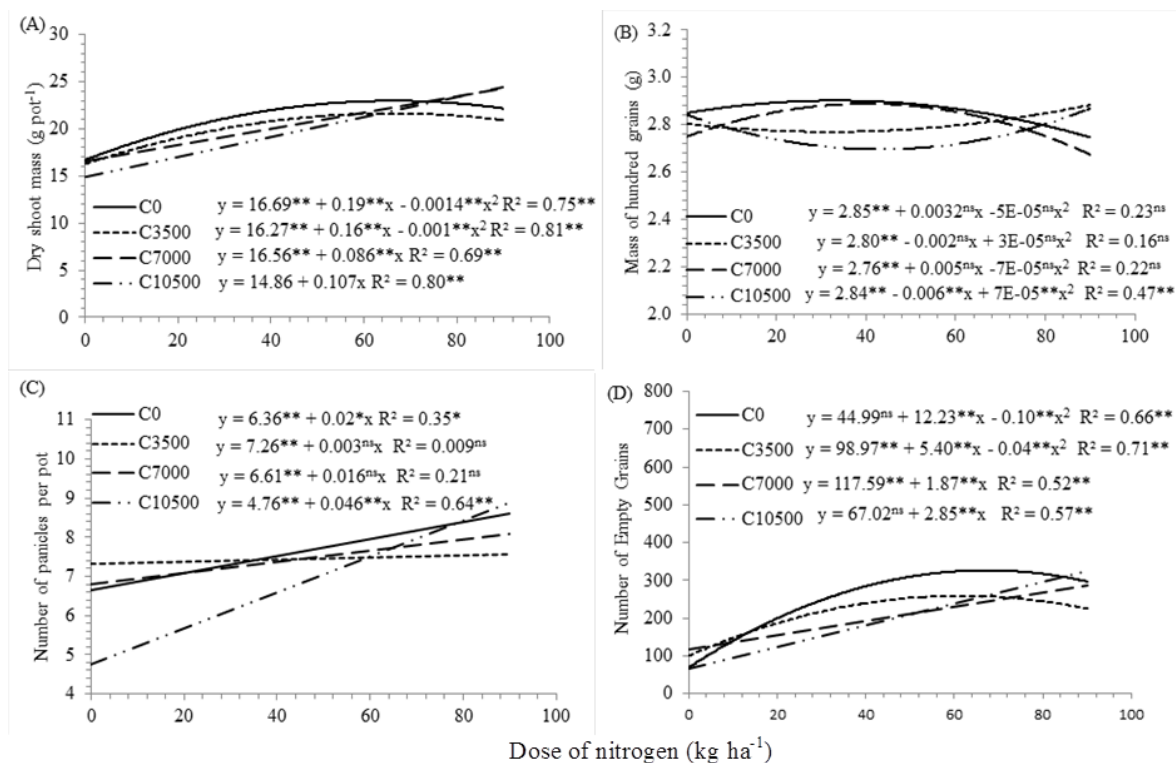 (A)
Dry shoot mass (g pot⁻¹)
30
25
20
15
10
5
0
C0 y = 16.69** + 0.19**x - 0.0014**x² R² = 0.75**
C3500 y = 16.27** + 0.16**x - 0.001**x² R² = 0.81**
C7000 y = 16.56** + 0.086**x R² = 0.69**
C10500 y = 14.86 + 0.107x R² = 0.80**
0 20 40 60 80 100
(B)
Mass of hundred grains (g)
3.2
3.0
2.8
2.6
2.4
2.2
2.0
C0 y = 2.85** + 0.0032ⁿˢx -5E-05ⁿˢx² R² = 0.23ⁿˢ
C3500 y = 2.80** - 0.002ⁿˢx + 3E-05ⁿˢx² R² = 0.16ⁿˢ
C7000 y = 2.76** + 0.005ⁿˢx -7E-05ⁿˢx² R² = 0.22ⁿˢ
C10500 y = 2.84** - 0.006**x + 7E-05**x² R² = 0.47**
0 20 40 60 80 100
(C)
Number of panicles per pot
11
10
9
8
7
6
5
4
C0 y = 6.36** + 0.02*x R² = 0.35*
C3500 y = 7.26** + 0.003ⁿˢx R² = 0.009ⁿˢ
C7000 y = 6.61** + 0.016ⁿˢx R² = 0.21ⁿˢ
C10500 y = 4.76** + 0.046**x R² = 0.64**
0 20 40 60 80 100
(D)
Number of Empty Grains
800
700
600
500
400
300
200
100
0
C0 y = 44.99ⁿˢ + 12.23**x - 0.10**x² R² = 0.66**
C3500 y = 98.97** + 5.40**x - 0.04**x² R² = 0.71**
C7000 y = 117.59** + 1.87**x R² = 0.52**
C10500 y = 67.02ⁿˢ + 2.85**x R² = 0.57**
0 20 40 60 80 100
Dose of nitrogen (kg ha⁻¹)